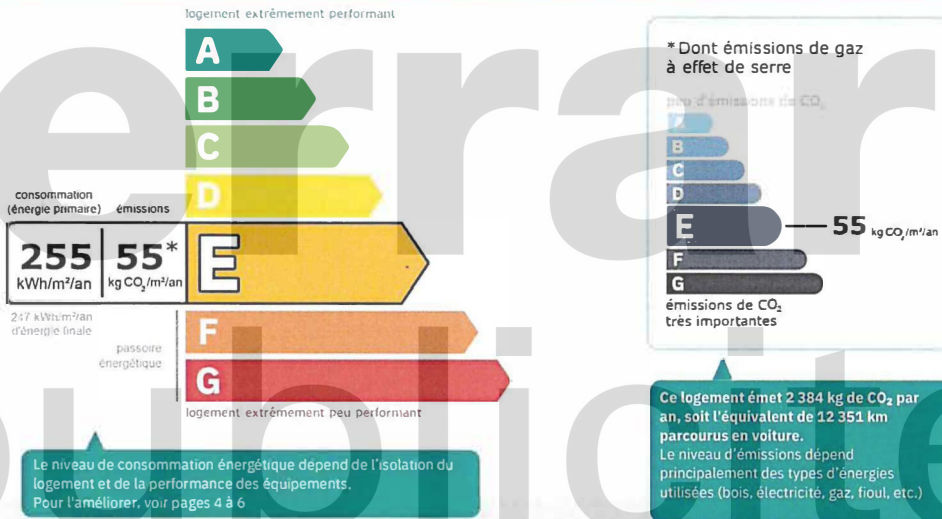 logement extrêmement performant
A
B
C
D
consommation
(énergie primaire)
émissions
255
kWh/m²/an
55*
kg CO₂/m²/an
E
247 kWh/m²/an
d'énergie finale
F
passoire
énergétique
G
logement extrêmement peu performant
Le niveau de consommation énergétique dépend de l'isolation du
logement et de la performance des équipements.
Pour l'améliorer, voir pages 4 à 6
*Dont émissions de gaz
à effet de serre
peu d'émissions de CO₂
A
B
C
D
E
55 kg CO₂/m²/an
F
G
émissions de CO₂
très importantes
Ce logement émet 2 384 kg de CO₂ par
an, soit l'équivalent de 12 351 km
parcourus en voiture.
Le niveau d'émissions dépend
principalement des types d'énergies
utilisées (bois, électricité, gaz, fioul, etc.)